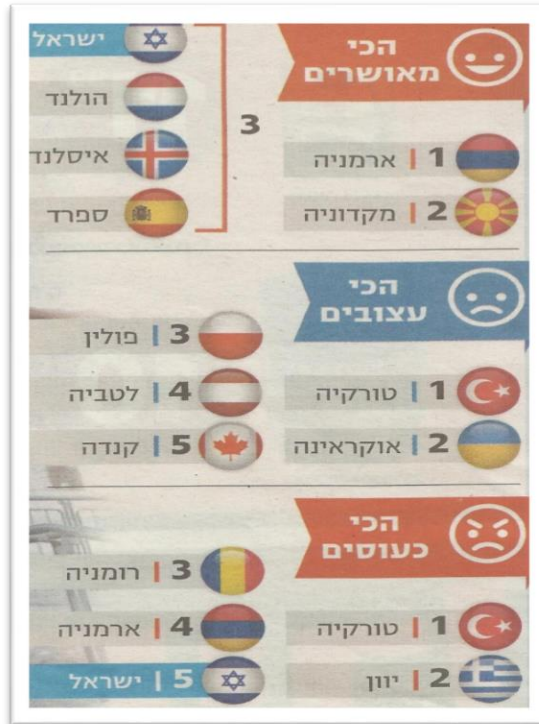 הכי
מאושרים
1 | ארמניה
2 | מקדוניה
3
ישראל
הולנד
איסלנד
ספרד
הכי
עצובים
1 | טורקיה
2 | אוקראינה
3 | פולין
4 | לטביה
5 | קנדה
הכי
כעוסים
1 | טורקיה
2 | יוון
3 | רומניה
4 | ארמניה
5 | ישראל